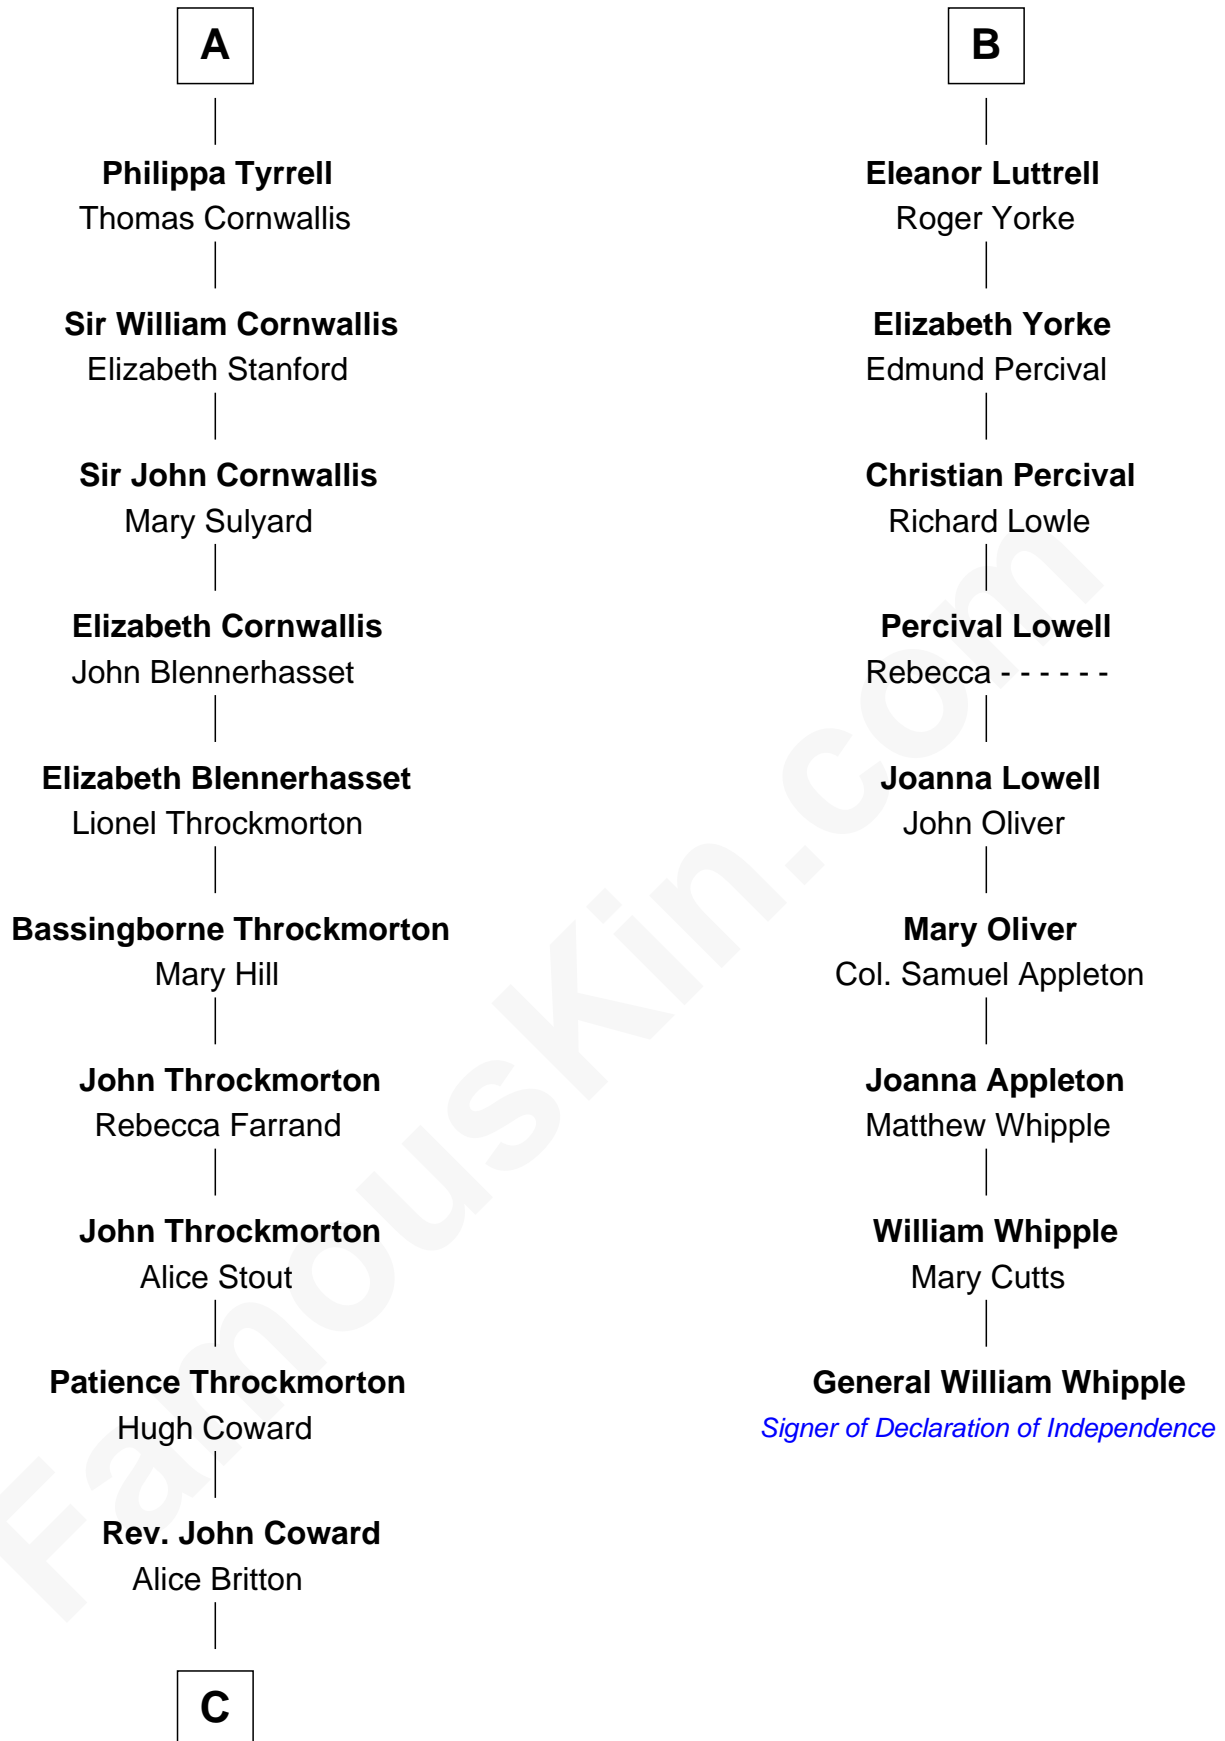 A
Philippa Tyrrell
Thomas Cornwallis
Sir William Cornwallis
Elizabeth Stanford
Sir John Cornwallis
Mary Sulyard
Elizabeth Cornwallis
John Blennerhasset
Elizabeth Blennerhasset
Lionel Throckmorton
Bassingborne Throckmorton
Mary Hill
John Throckmorton
Rebecca Farrand
John Throckmorton
Alice Stout
Patience Throckmorton
Hugh Coward
Rev. John Coward
Alice Britton
C
B
Eleanor Luttrell
Roger Yorke
Elizabeth Yorke
Edmund Percival
Christian Percival
Richard Lowle
Percival Lowell
Rebecca - - - - - -
Joanna Lowell
John Oliver
Mary Oliver
Col. Samuel Appleton
Joanna Appleton
Matthew Whipple
William Whipple
Mary Cutts
General William Whipple
Signer of Declaration of Independence
FamousKin.com